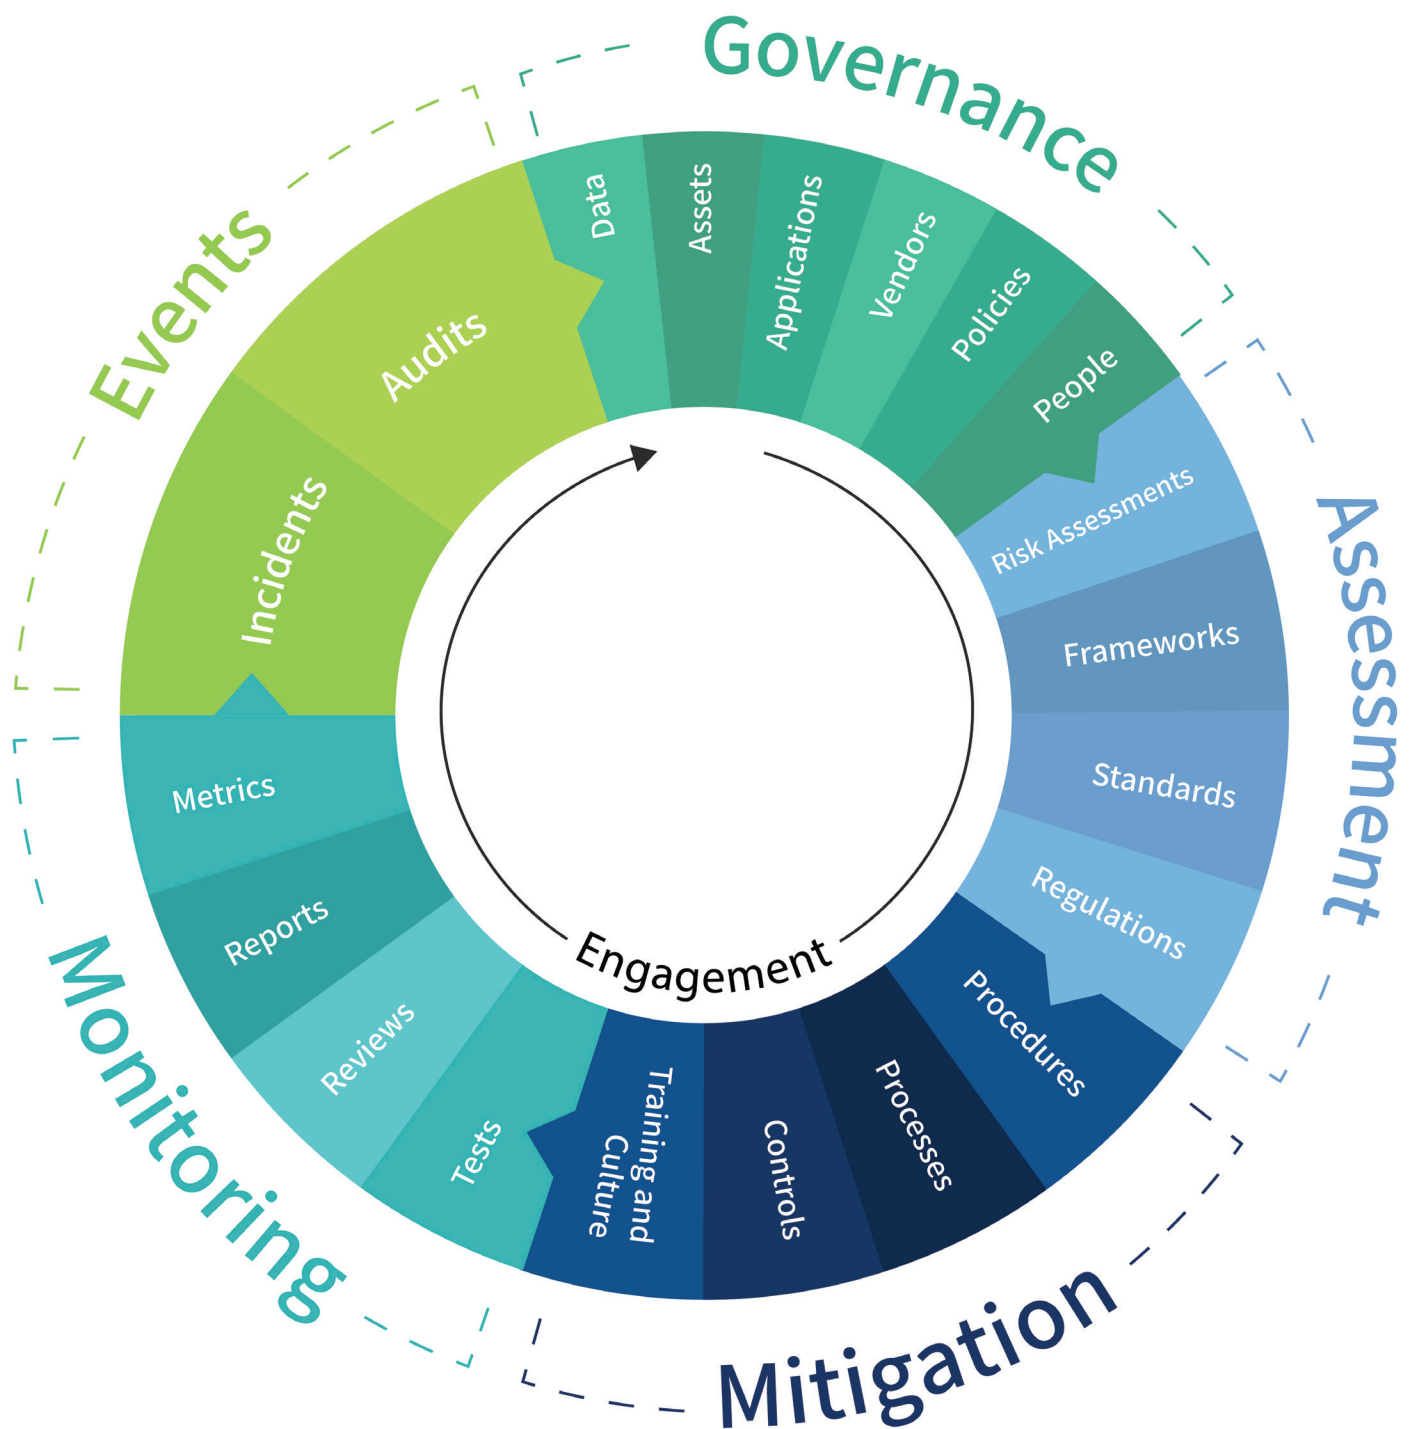 Governance
Data
Assets
Applications
Vendors
Policies
People
Assessment
Risk Assessments
Frameworks
Standards
Regulations
Mitigation
Procedures
Processes
Controls
Training and
Culture
Monitoring
Tests
Reviews
Reports
Metrics
Events
Incidents
Audits
Engagement